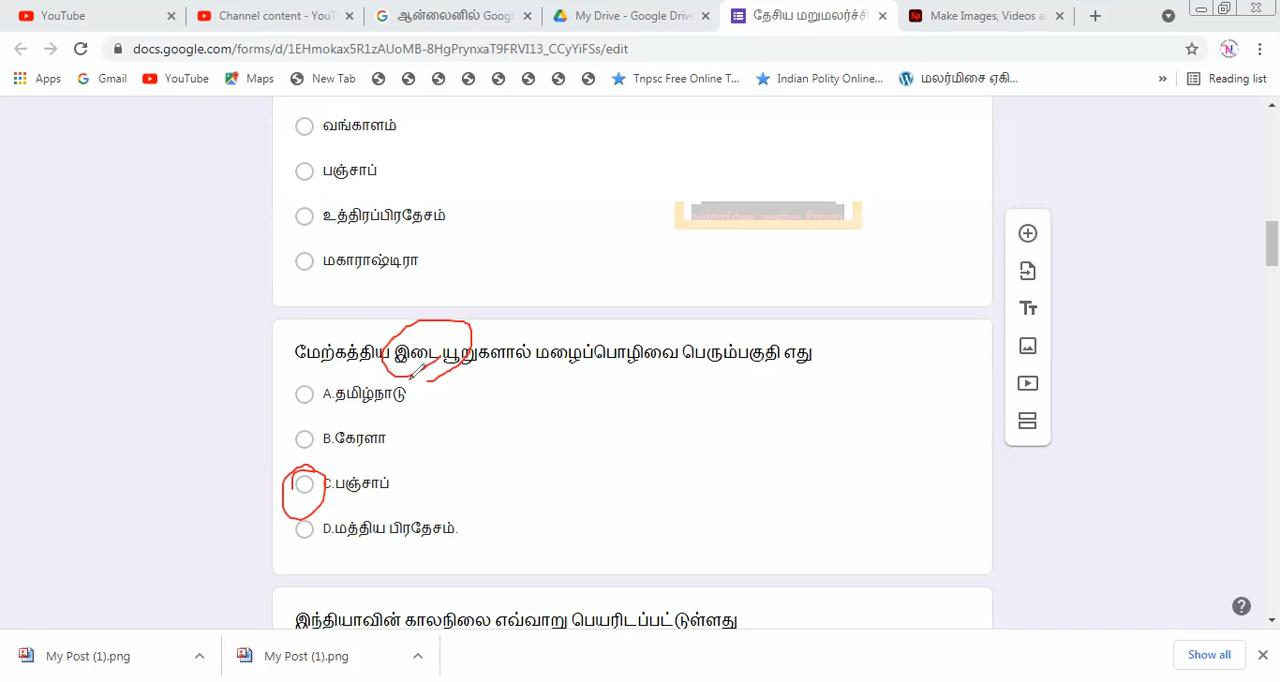 YouTube
Channel content - YouT
ஆன்லைனில் Googl
My Drive - Google Drive
தேசிய மறுமலர்ச்சி
Make Images, Videos a
docs.google.com/forms/d/1EHmokax5R1zAUoMB-8HgPrynxaT9FRVI13_CCyYiFSs/edit
Apps
Gmail
YouTube
Maps
New Tab
Tnpsc Free Online T...
Indian Polity Online...
மலர்மிசை ஏகி...
»
Reading list
வங்காளம்
பஞ்சாப்
உத்திரப்பிரதேசம்
மகாராஷ்டிரா
மேற்கத்திய இடையூறுகளால் மழைப்பொழிவை பெரும்பகுதி எது
A.தமிழ்நாடு
B.கேரளா
C.பஞ்சாப்
D.மத்திய பிரதேசம்.
இந்தியாவின் காலநிலை எவ்வாறு பெயரிடப்பட்டுள்ளது
My Post (1).png
My Post (1).png
Show all